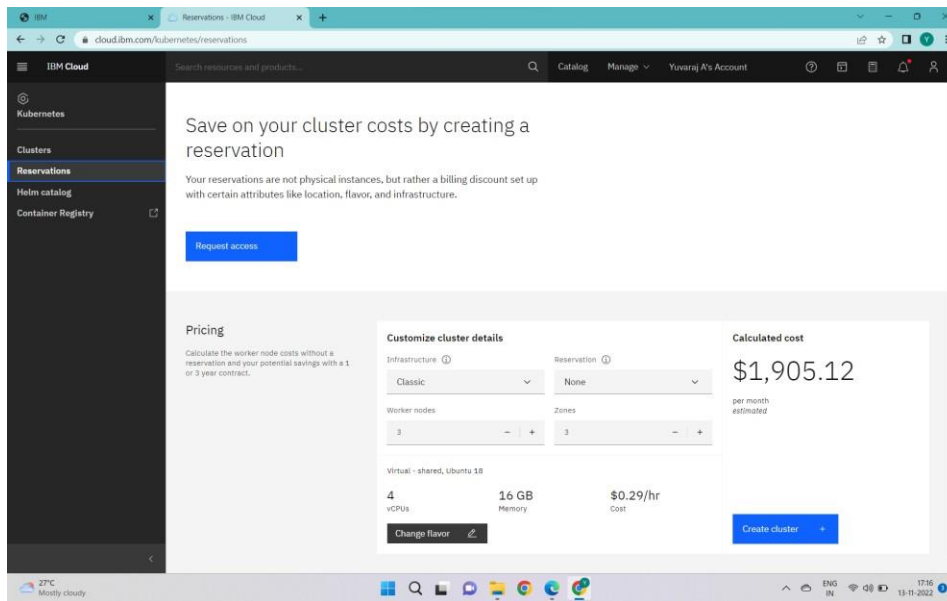 IBM
Reservations - IBM Cloud
cloud.ibm.com/kubernetes/reservations
IBM Cloud
Search resources and products...
Catalog
Manage
Yuvaraj A's Account
Kubernetes
Clusters
Reservations
Helm catalog
Container Registry
Save on your cluster costs by creating a
reservation
Your reservations are not physical instances, but rather a billing discount set up
with certain attributes like location, flavor, and infrastructure.
Request access
Pricing
Calculate the worker node costs without a
reservation and your potential savings with a 1
or 3 year contract.
Customize cluster details
Infrastructure
Reservation
Classic
None
Worker nodes
Zones
3
3
Virtual - shared, Ubuntu 18
4
16 GB
$0.29/hr
vCPUs
Memory
Cost
Change flavor
Calculated cost
$1,905.12
per month
estimated
Create cluster +
27°C
Mostly cloudy
ENG
IN
17:16
13-11-2022